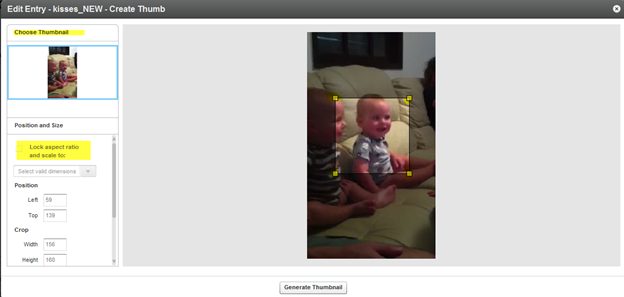 Edit Entry - kisses_NEW - Create Thumb
Choose Thumbnail
Position and Size
Lock aspect ratio
and scale to:
Select valid dimensions
Position
Left 59
Top 139
Crop
Width 156
Height 168
Generate Thumbnail